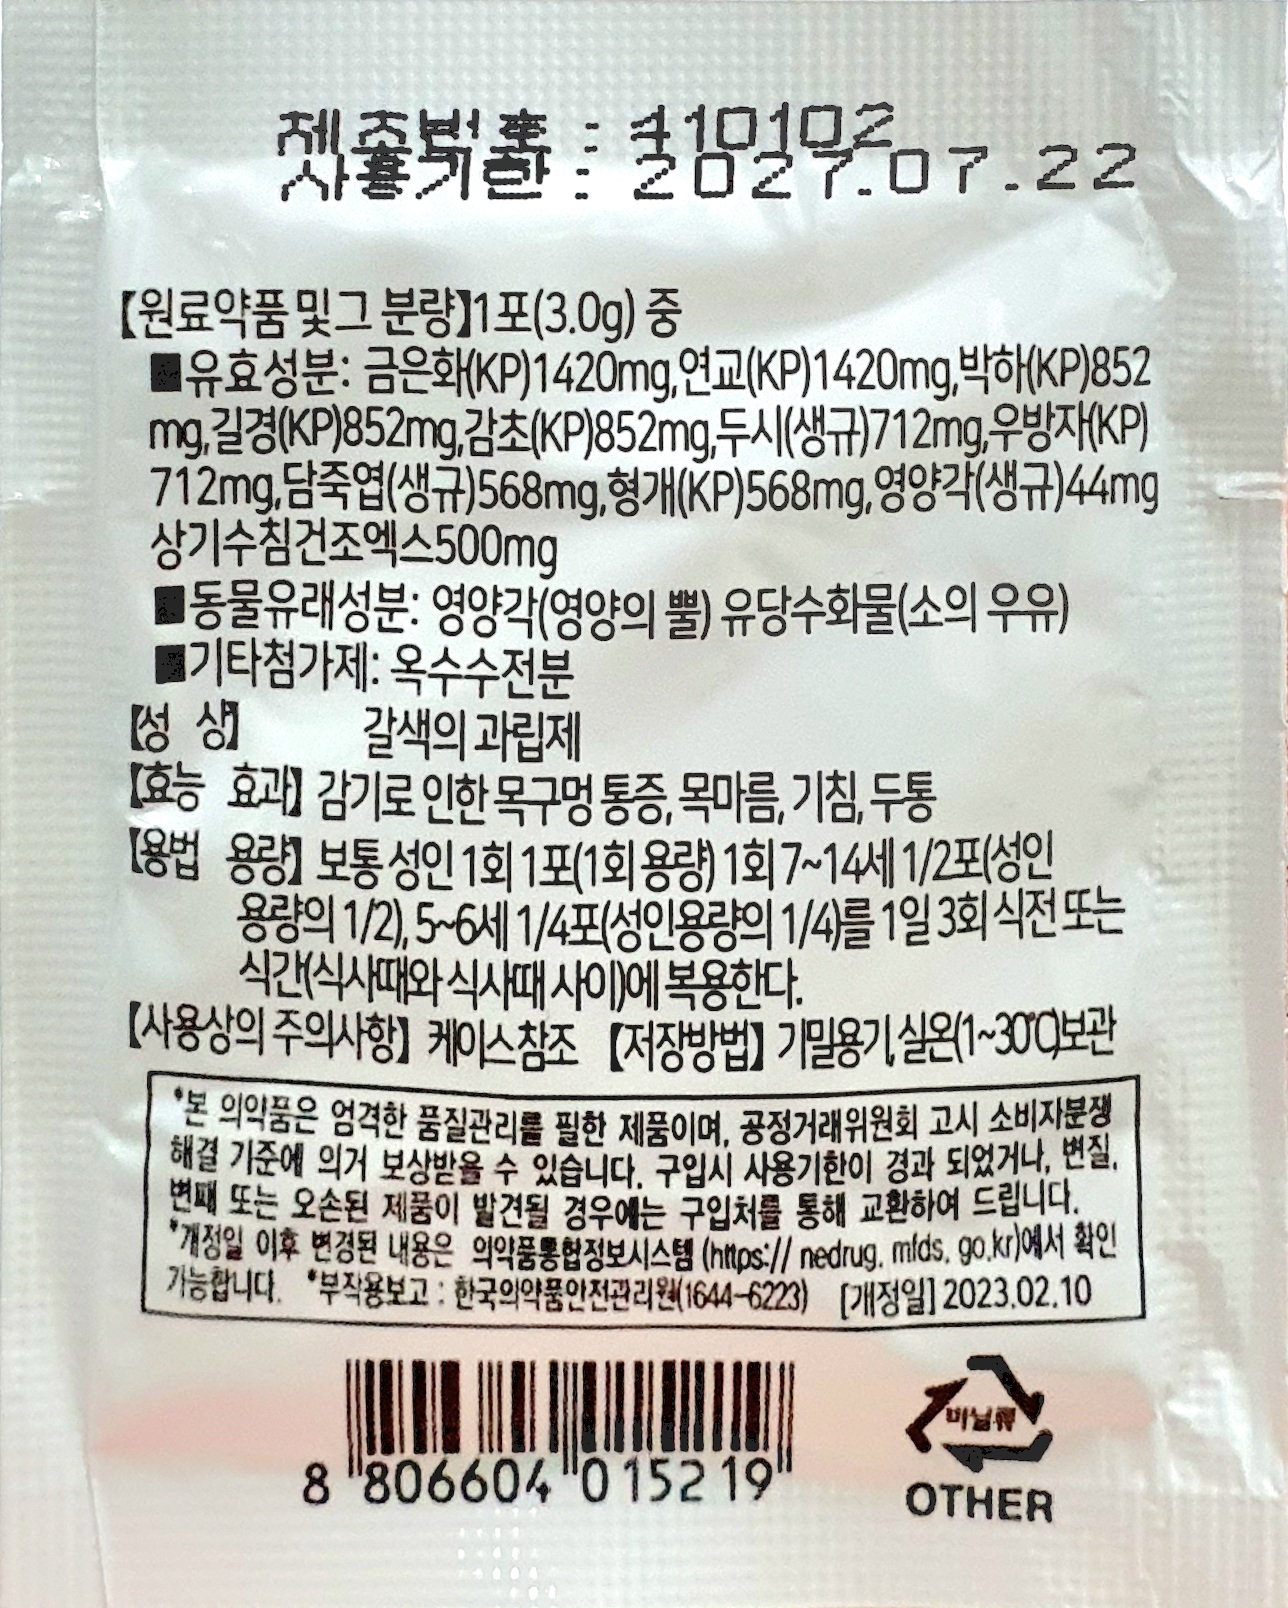 제조번호 : 410102
사용기한 : 2027.07.22
【원료약품 및 그 분량】1포(3.0g) 중
■유효성분: 금은화(KP)1420mg,연교(KP)1420mg,박하(KP)852
mg,길경(KP)852mg,감초(KP)852mg,두시(생규)712mg,우방자(KP)
712mg,담죽엽(생규)568mg,형개(KP)568mg,영양각(생규)44mg
상기수침건조엑스500mg
■동물유래성분: 영양각(영양의 뿔) 유당수화물(소의 우유)
■기타첨가제: 옥수수전분
【성 상】 갈색의 과립제
【효능 효과】 감기로 인한 목구멍 통증, 목마름, 기침, 두통
【용법 용량】 보통 성인 1회 1포(1회 용량) 1회 7~14세 1/2포(성인
용량의 1/2), 5~6세 1/4포(성인용량의 1/4)를 1일 3회 식전 또는
식간(식사때와 식사때 사이)에 복용한다.
【사용상의 주의사항】 케이스참조 【저장방법】 기밀용기,실온(1~30℃)보관
*본 의약품은 엄격한 품질관리를 필한 제품이며, 공정거래위원회 고시 소비자분쟁
해결 기준에 의거 보상받을 수 있습니다. 구입시 사용기한이 경과 되었거나, 변질,
변패 또는 오손된 제품이 발견될 경우에는 구입처를 통해 교환하여 드립니다.
*개정일 이후 변경된 내용은 의약품통합정보시스템 (https:// nedrug. mfds. go.kr)에서 확인
가능합니다. *부작용보고 : 한국의약품안전관리원(1644-6223) [개정일] 2023.02.10
비닐류
8 806604 015219
OTHER